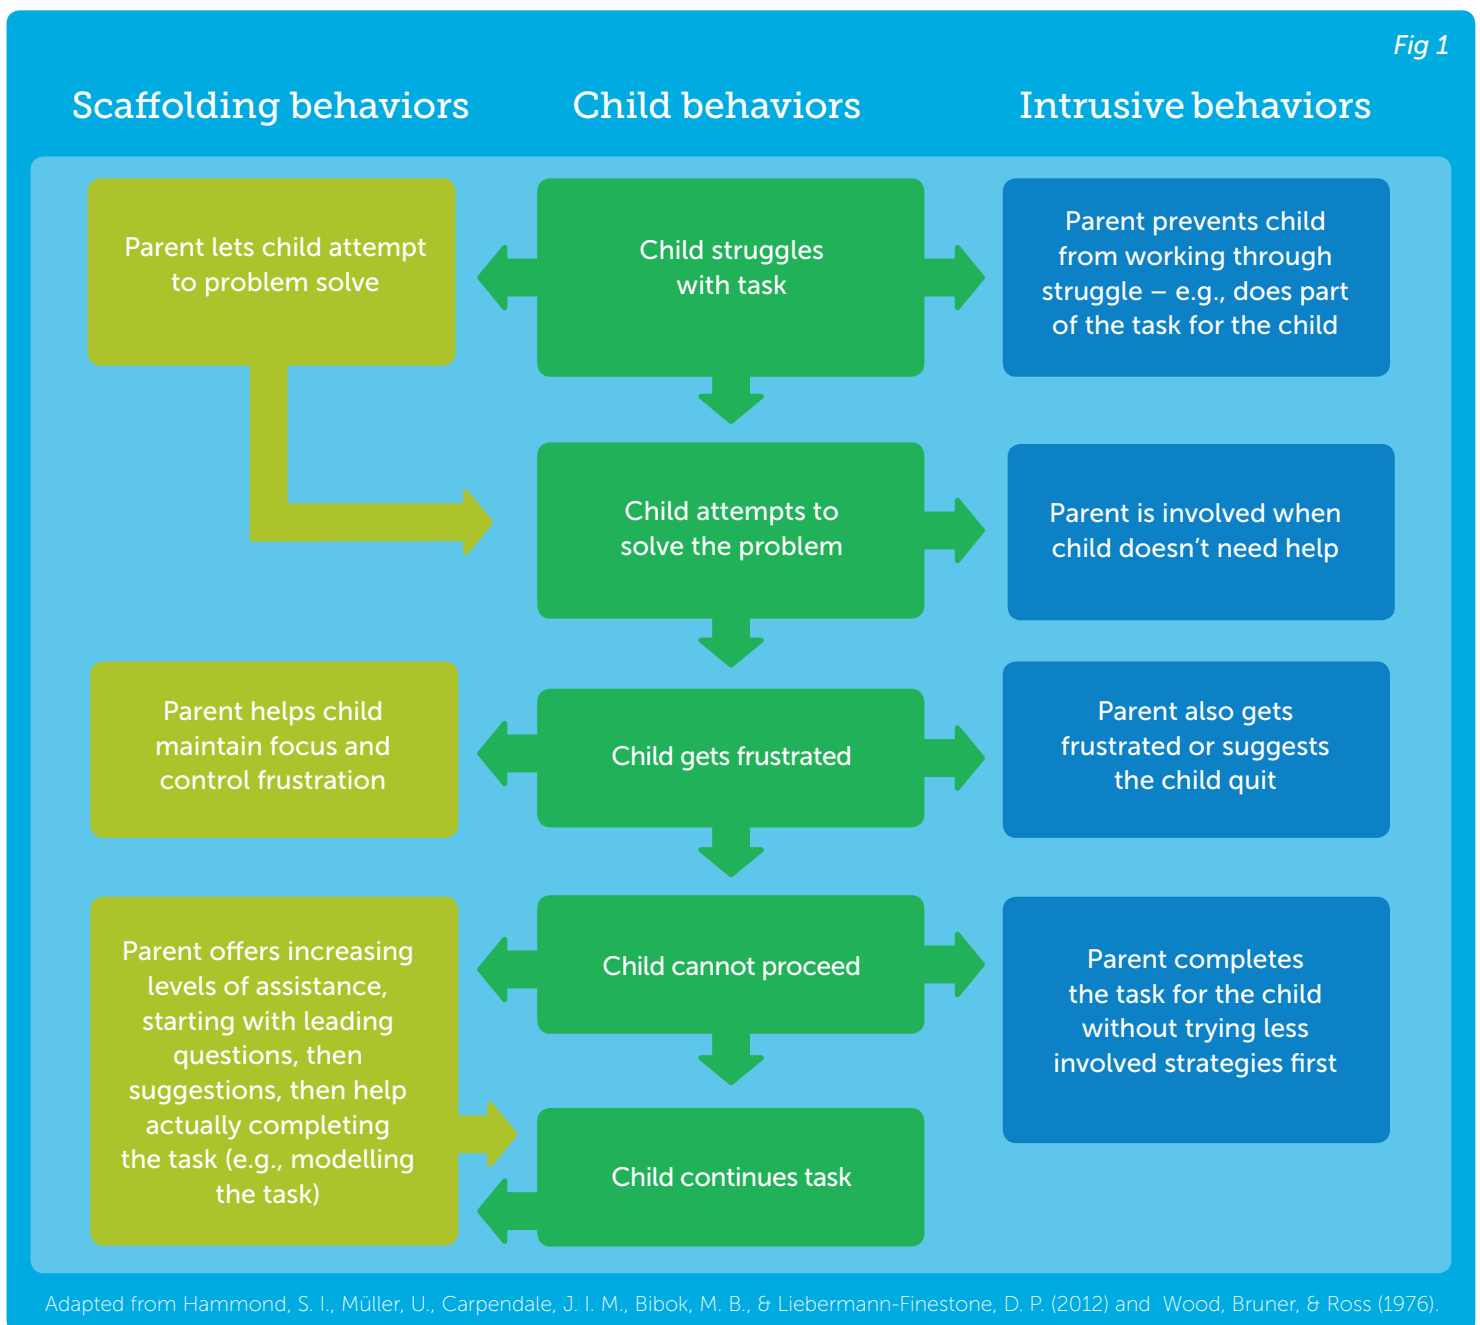 Fig 1
Scaffolding behaviors
Child behaviors
Intrusive behaviors
Parent lets child attempt
to problem solve
Child struggles
with task
Parent prevents child
from working through
struggle – e.g., does part
of the task for the child
Child attempts to
solve the problem
Parent is involved when
child doesn’t need help
Parent helps child
maintain focus and
control frustration
Child gets frustrated
Parent also gets
frustrated or suggests
the child quit
Parent offers increasing
levels of assistance,
starting with leading
questions, then
suggestions, then help
actually completing
the task (e.g., modelling
the task)
Child cannot proceed
Parent completes
the task for the child
without trying less
involved strategies first
Child continues task
Adapted from Hammond, S. I., Müller, U., Carpendale, J. I. M., Bibok, M. B., & Liebermann-Finestone, D. P. (2012) and Wood, Bruner, & Ross (1976).